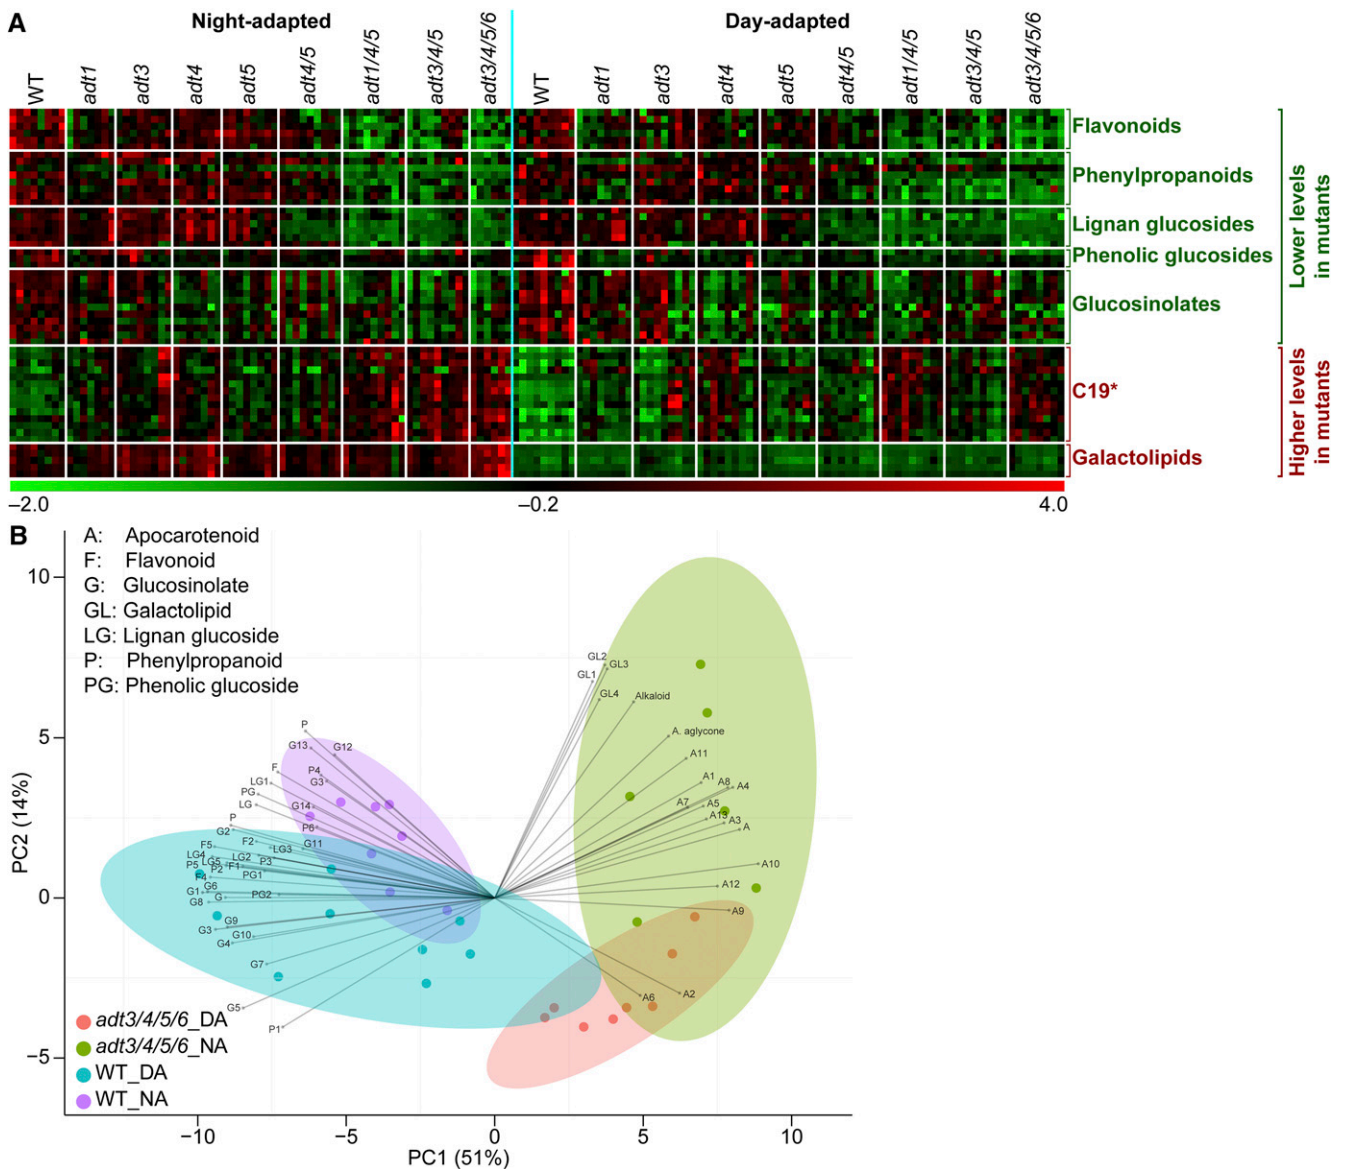 A
Night-adapted
Day-adapted
WT adt1 adt3 adt4 adt5 adt4/5 adt1/4/5 adt3/4/5 adt3/4/5/6 WT adt1 adt3 adt4 adt5 adt4/5 adt1/4/5 adt3/4/5 adt3/4/5/6
Flavonoids
Phenylpropanoids
Lignan glucosides
Phenolic glucosides
Glucosinolates
Lower levels
in mutants
C19*
Galactolipids
Higher levels
in mutants
–2.0 –0.2 4.0
B
A: Apocarotenoid
F: Flavonoid
G: Glucosinolate
GL: Galactolipid
LG: Lignan glucoside
P: Phenylpropanoid
PG: Phenolic glucoside
10
5
0
−5
PC2 (14%)
GL2
GL3
GL1
GL4
Alkaloid
A. aglycone
A11
A1
A8
A4
A7
A5
A13
A3
A
A10
A12
A9
A6
A2
P
G13
G12
F
P4
LG1
G3
PG
LG
G14
P
P6
G2
F2
G11
F5
LG3
LG4
LG2
P5
LG5
F1
P3
P2
PG1
F4
G6
G1
G
PG2
G8
G9
G3
G10
G4
G7
G5
P1
adt3/4/5/6_DA
adt3/4/5/6_NA
WT_DA
WT_NA
−10 −5 0 5 10
PC1 (51%)